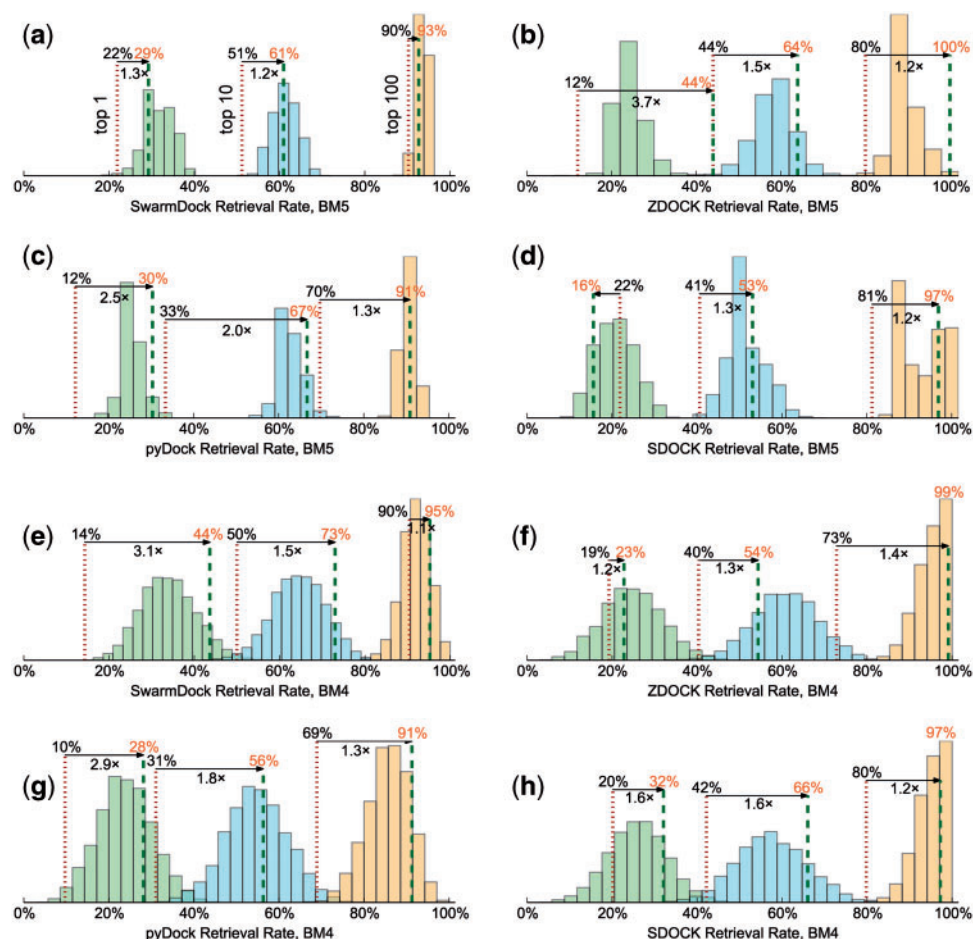 (a)
22% 29%
1.3×
top 1
51% 61%
1.2×
top 10
90% 93%
top 100
0% 20% 40% 60% 80% 100%
SwarmDock Retrieval Rate, BM5
(b)
12% 44%
3.7×
44% 64%
1.5×
80% 100%
1.2×
0% 20% 40% 60% 80% 100%
ZDOCK Retrieval Rate, BM5
(c)
12% 30%
2.5×
33% 67%
2.0×
70% 91%
1.3×
0% 20% 40% 60% 80% 100%
pyDock Retrieval Rate, BM5
(d)
16% 22%
41% 53%
1.3×
81% 97%
1.2×
0% 20% 40% 60% 80% 100%
SDOCK Retrieval Rate, BM5
(e)
14% 44%
3.1×
50% 73%
1.5×
90% 95%
1.1×
0% 20% 40% 60% 80% 100%
SwarmDock Retrieval Rate, BM4
(f)
19% 23%
1.2×
40% 54%
1.3×
73% 99%
1.4×
0% 20% 40% 60% 80% 100%
ZDOCK Retrieval Rate, BM4
(g)
10% 28%
2.9×
31% 56%
1.8×
69% 91%
1.3×
0% 20% 40% 60% 80% 100%
pyDock Retrieval Rate, BM4
(h)
20% 32%
1.6×
42% 66%
1.6×
80% 97%
1.2×
0% 20% 40% 60% 80% 100%
SDOCK Retrieval Rate, BM4